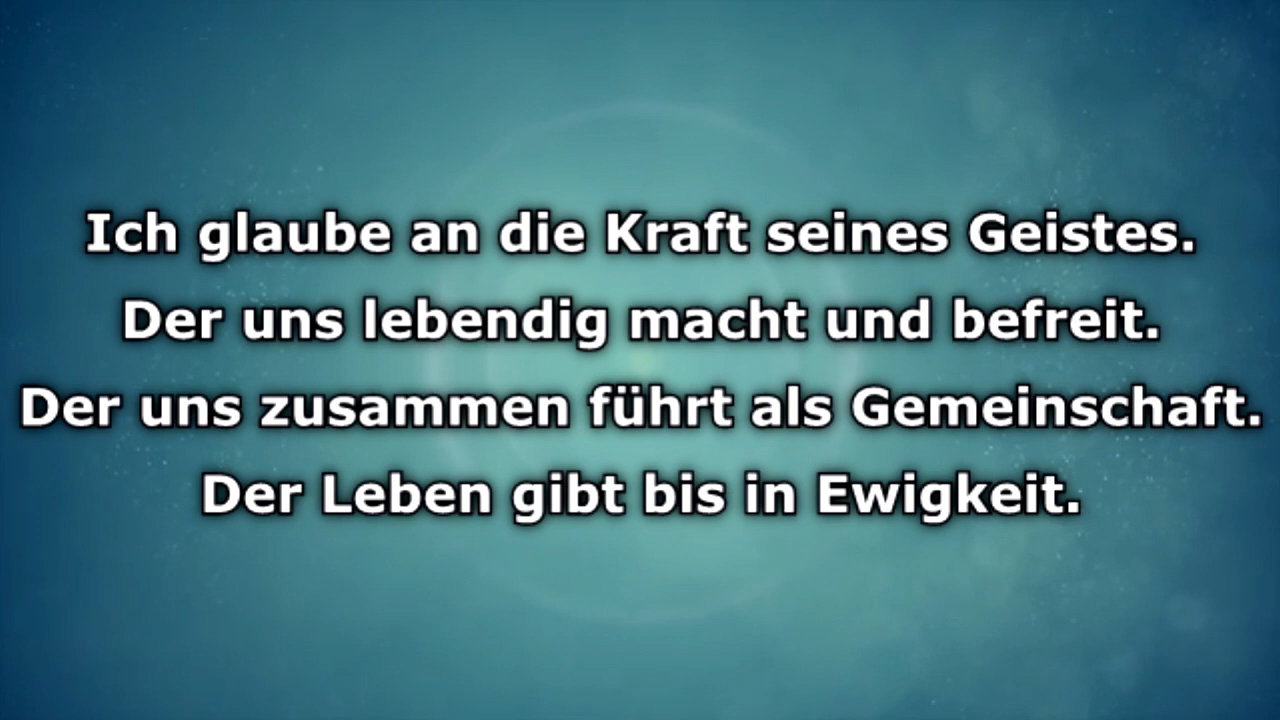 Ich glaube an die Kraft seines Geistes.
Der uns lebendig macht und befreit.
Der uns zusammen führt als Gemeinschaft.
Der Leben gibt bis in Ewigkeit.